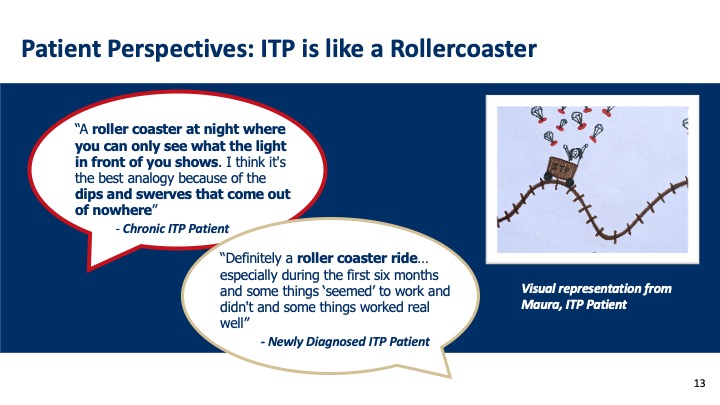 Patient Perspectives: ITP is like a Rollercoaster
“A roller coaster at night where
you can only see what the light
in front of you shows. I think it's
the best analogy because of the
dips and swerves that come out
of nowhere”
- Chronic ITP Patient
“Definitely a roller coaster ride…
especially during the first six months
and some things ‘seemed’ to work and
didn't and some things worked real
well”
- Newly Diagnosed ITP Patient
Visual representation from
Maura, ITP Patient
13